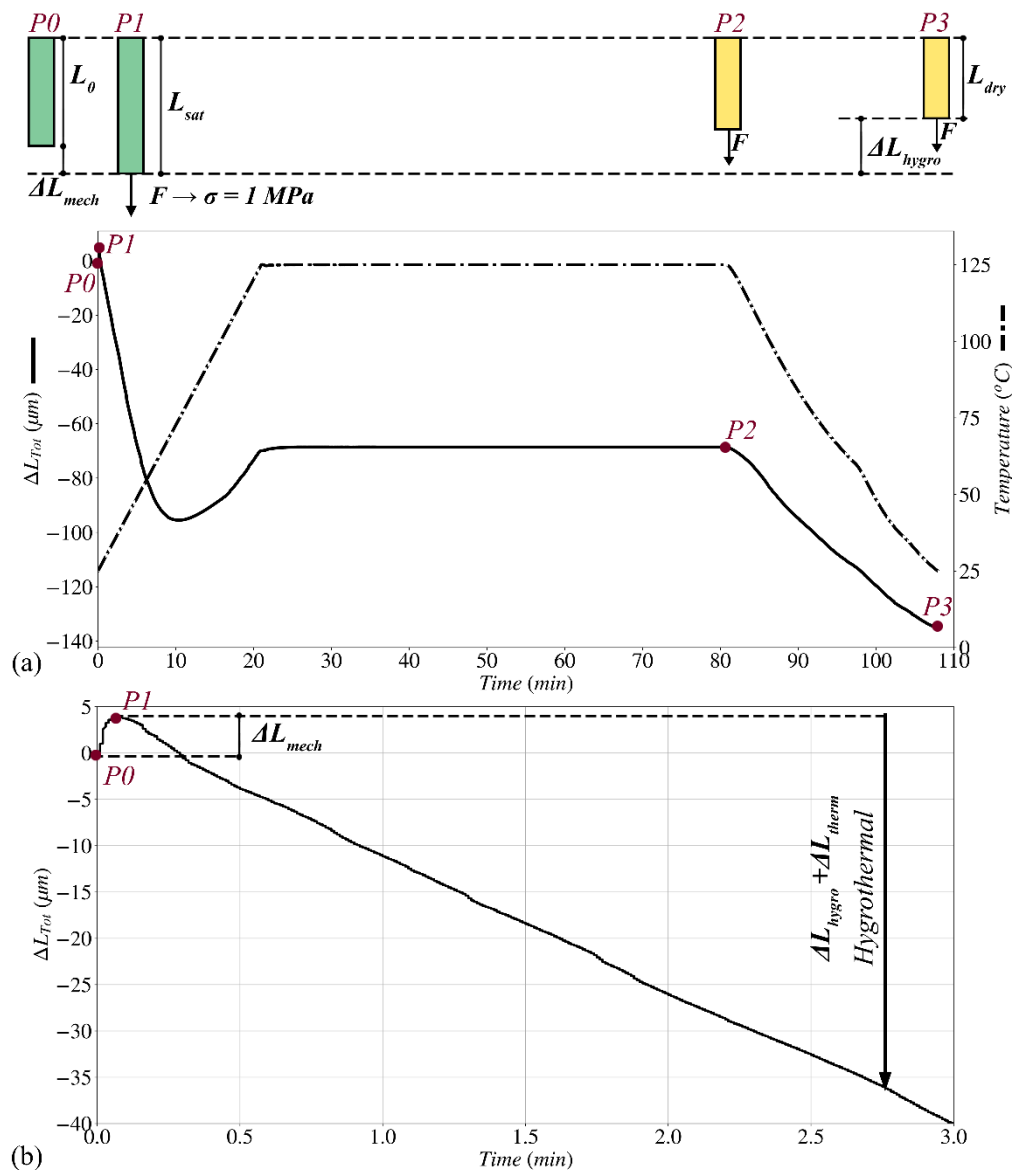 P0 P1 P2 P3
L0
Lsat
Ldry
F F
ΔLhygro
ΔLmech
F → σ = 1 MPa
P1
P0
P2
P3
0
−20
−40
−60
−80
−100
−120
−140
ΔLTot (μm)
125
100
75
50
25
0
Temperature (°C)
0 10 20 30 40 50 60 70 80 90 100 110
Time (min)
(a)
P1
P0
ΔLmech
ΔLhygro +ΔLtherm
Hygrothermal
5
0
−5
−10
−15
−20
−25
−30
−35
−40
ΔLTot (μm)
0.0 0.5 1.0 1.5 2.0 2.5 3.0
Time (min)
(b)